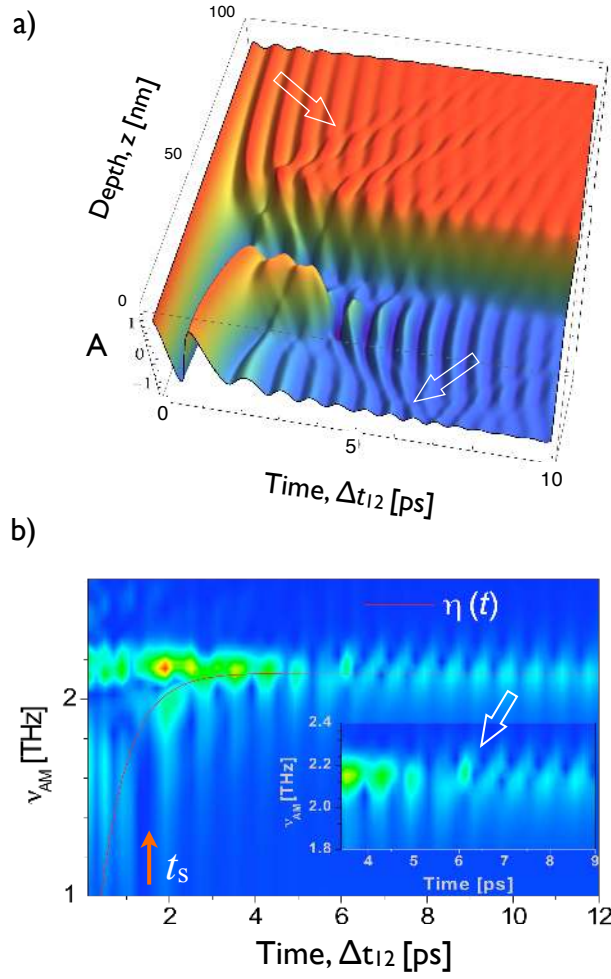 a)
100
Depth, z [nm]
50
0
1
A
0
-1
0
5
10
Time, Δt12 [ps]
b)
η (t)
2
νAM [THz]
1
tS
2.4
2.2
νAM [THz]
2.0
1.8
4
5
6
7
8
9
Time [ps]
2
4
6
8
10
12
Time, Δt12 [ps]